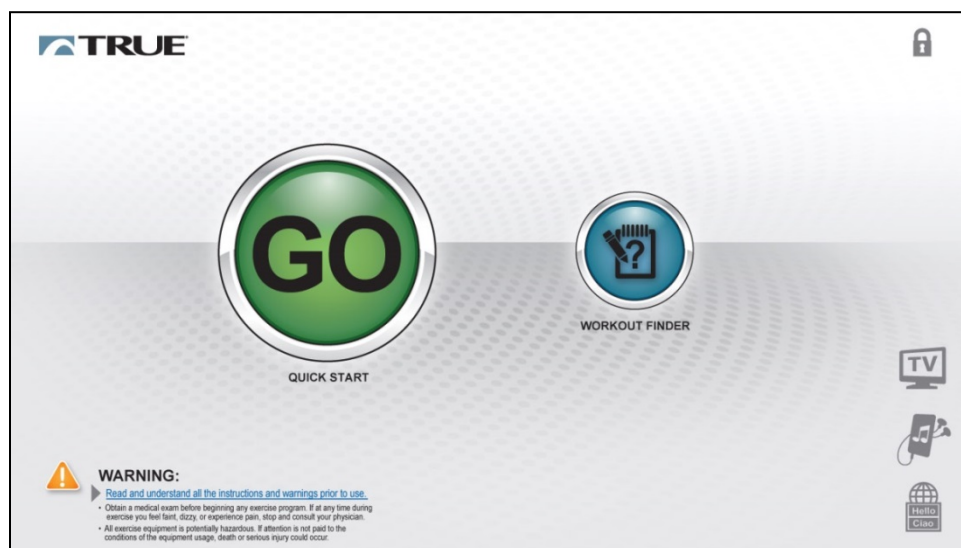 TRUE
GO
?
QUICK START
WORKOUT FINDER
TV
WARNING:
Read and understand all the instructions and warnings prior to use.
• Obtain a medical exam before beginning any exercise program. If at any time during
exercise you feel faint, dizzy, or experience pain, stop and consult your physician.
• All exercise equipment is potentially hazardous. If attention is not paid to the
conditions of the equipment usage, death or serious injury could occur.
Hello
Ciao